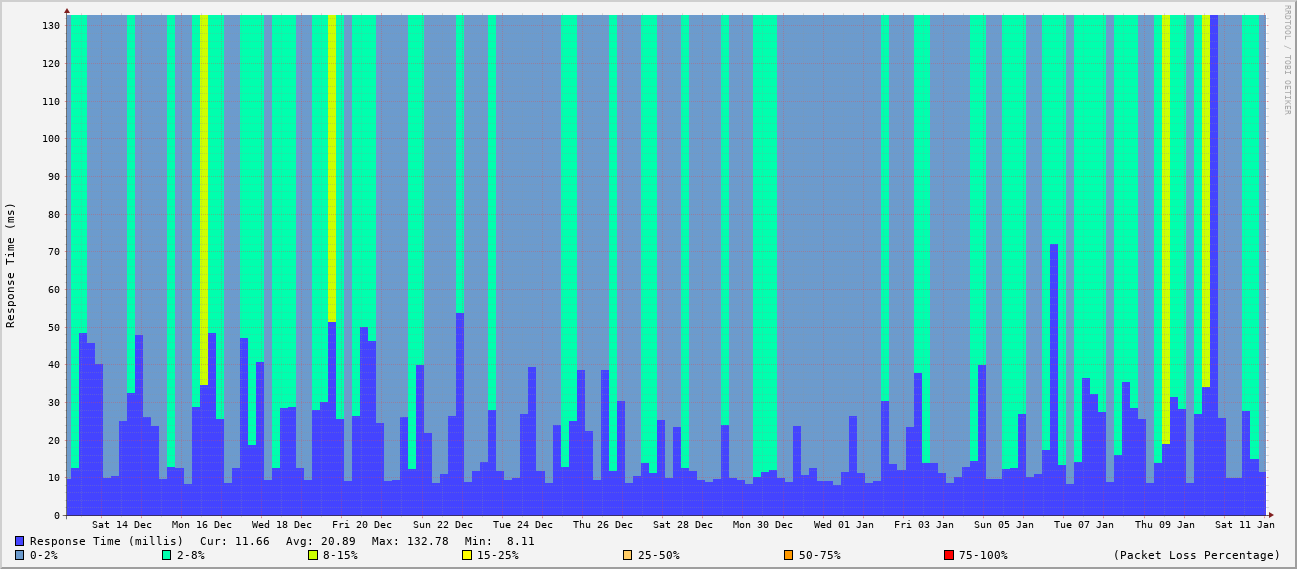 RRDTOOL / TOBI OETIKER
Response Time (ms)
130
120
110
100
90
80
70
60
50
40
30
20
10
0
Sat 14 Dec Mon 16 Dec Wed 18 Dec Fri 20 Dec Sun 22 Dec Tue 24 Dec Thu 26 Dec Sat 28 Dec Mon 30 Dec Wed 01 Jan Fri 03 Jan Sun 05 Jan Tue 07 Jan Thu 09 Jan Sat 11 Jan
Response Time (millis) Cur: 11.66 Avg: 20.89 Max: 132.78 Min: 8.11
0-2% 2-8% 8-15% 15-25% 25-50% 50-75% 75-100% (Packet Loss Percentage)